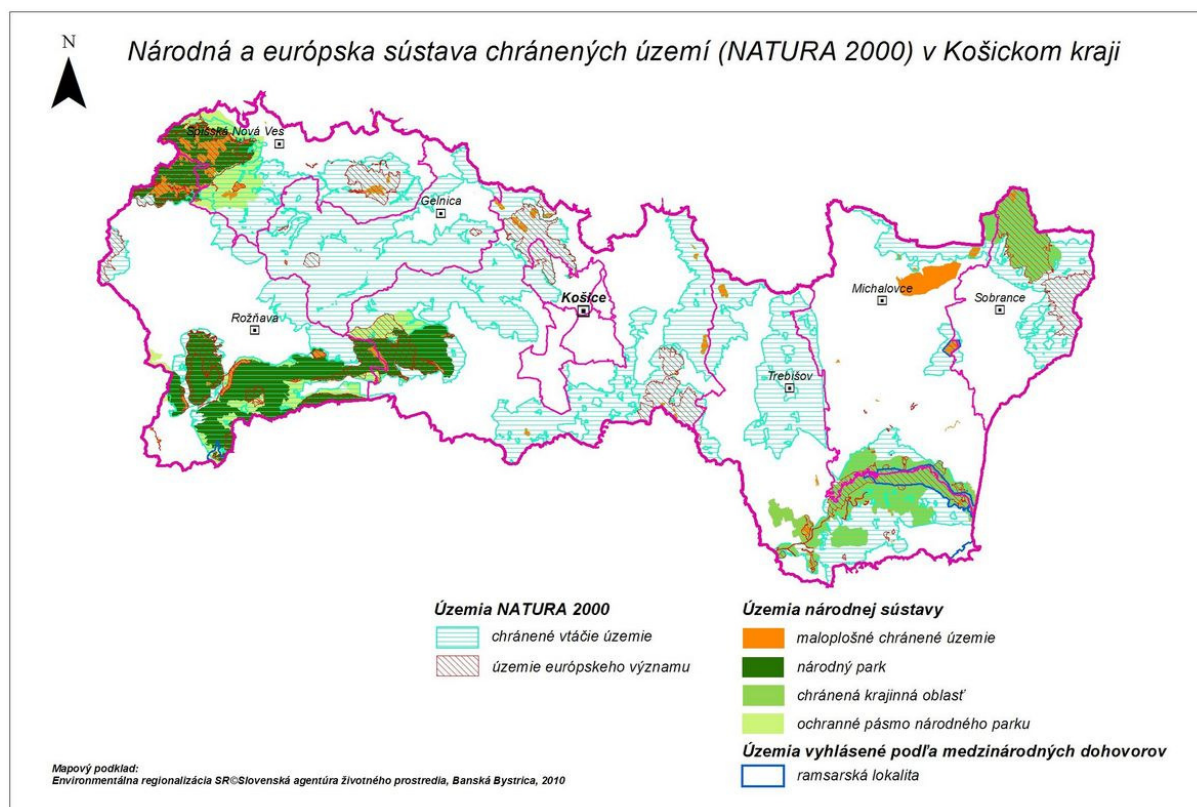 N
Národná a európska sústava chránených území (NATURA 2000) v Košickom kraji
Spišská Nová Ves
Gelnica
Košice
Michalovce
Sobrance
Rožňava
Trebišov
Územia NATURA 2000
chránené vtáčie územie
územie európskeho významu
Územia národnej sústavy
maloplošné chránené územie
národný park
chránená krajinná oblasť
ochranné pásmo národného parku
Územia vyhlásené podľa medzinárodných dohovorov
ramsarská lokalita
Mapový podklad:
Environmentálna regionalizácia SR©Slovenská agentúra životného prostredia, Banská Bystrica, 2010